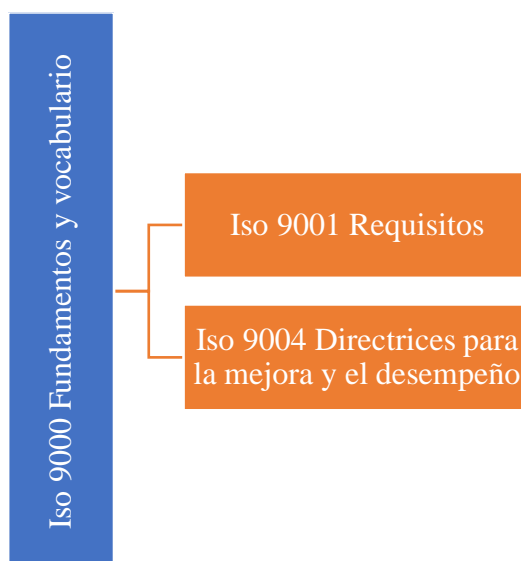 Iso 9000 Fundamentos y vocabulario
Iso 9001 Requisitos
Iso 9004 Directrices para
la mejora y el desempeño